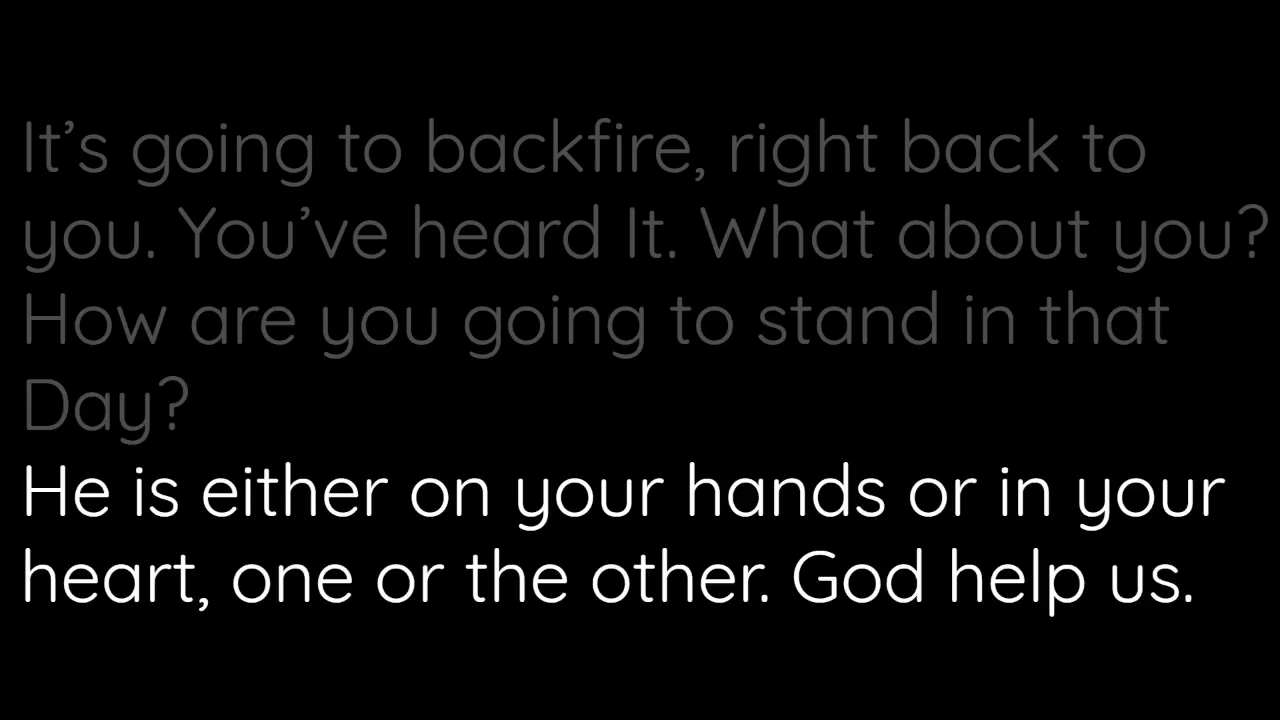 It’s going to backfire, right back to
you. You’ve heard It. What about you?
How are you going to stand in that
Day?
He is either on your hands or in your
heart, one or the other. God help us.